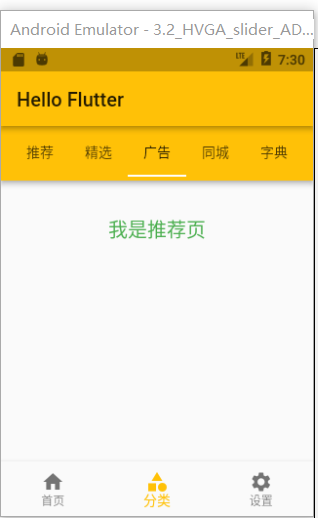 Android Emulator - 3.2_HVGA_slider_AD...
LTE 7:30
Hello Flutter
推荐 精选 广告 同城 字典
我是推荐页
首页 分类 设置